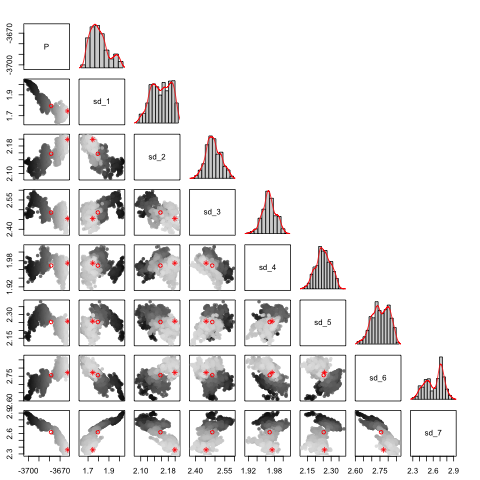 -3700 -3670
P
1.7 1.9
sd_1
2.10 2.18
sd_2
2.40 2.55
sd_3
1.92 1.98
sd_4
2.15 2.30
sd_5
2.60 2.75
sd_6
2.3 2.6 2.9
sd_7
-3700 -3670
1.7 1.9
2.10 2.18
2.40 2.55
1.92 1.98
2.15 2.30
2.60 2.75
2.3 2.6 2.9